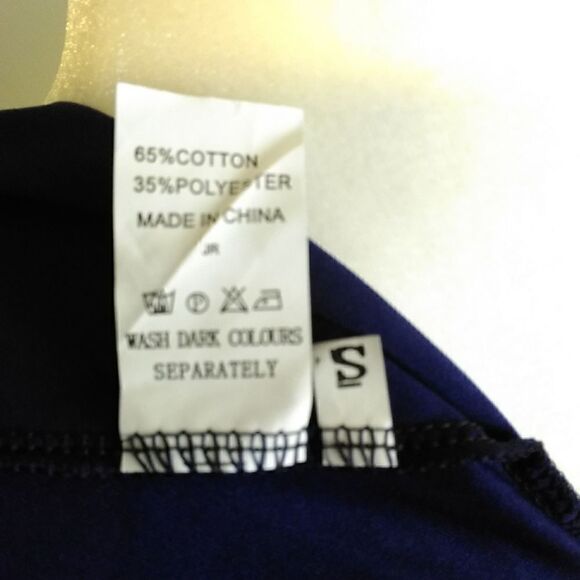 65%COTTON
35%POLYESTER
MADE IN CHINA
JR
WASH DARK COLOURS
SEPARATELY
S